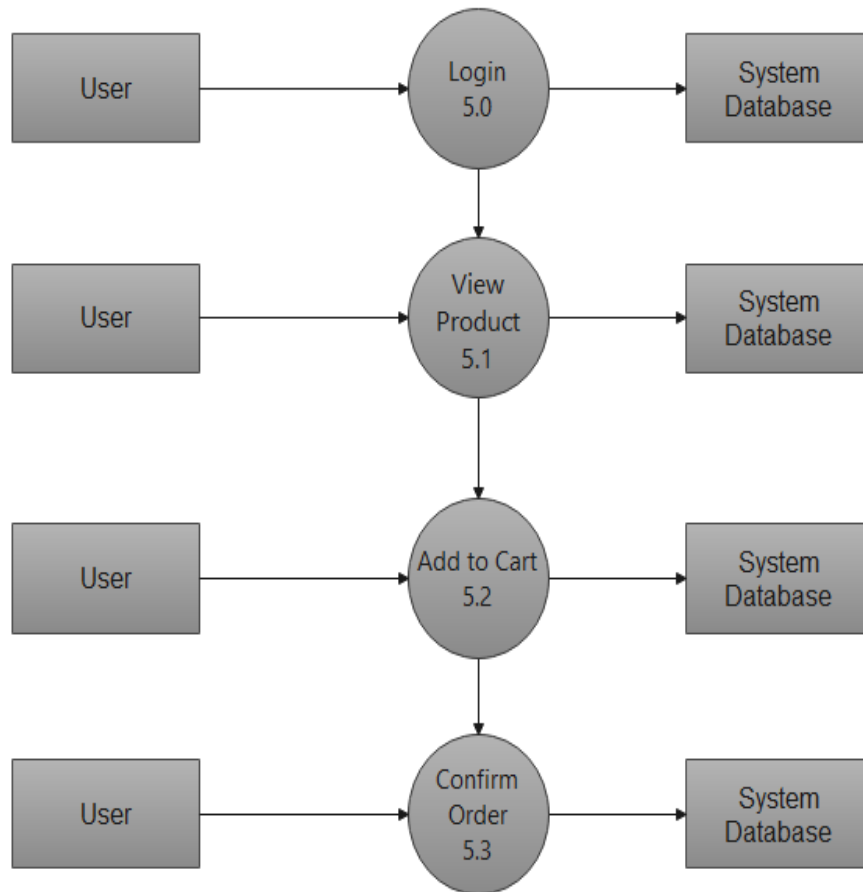 User
Login
5.0
System
Database
User
View
Product
5.1
System
Database
User
Add to Cart
5.2
System
Database
User
Confirm
Order
5.3
System
Database